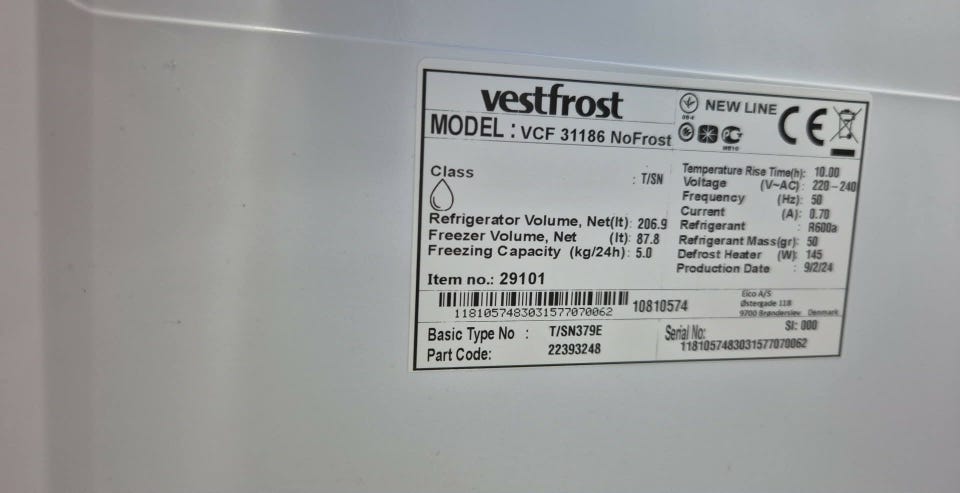 vestfrost
NEW LINE
MODEL : VCF 31186 NoFrost
Class : T/SN
Refrigerator Volume, Net(lt): 206.9
Freezer Volume, Net (lt): 87.8
Freezing Capacity (kg/24h): 5.0
Item no.: 29101
Temperature Rise Time(h): 10.00
Voltage (V~AC): 220-240
Frequency (Hz): 50
Current (A): 0.70
Refrigerant : R600a
Refrigerant Mass(gr): 50
Defrost Heater (W): 145
Production Date : 9/2/24
10810574
1181057483031577070062
Elco A/S
Østergade 118
9700 Brønderslev Denmark
Basic Type No : T/SN379E
Part Code: 22393248
SI: 000
Serial No:
1181057483031577070062